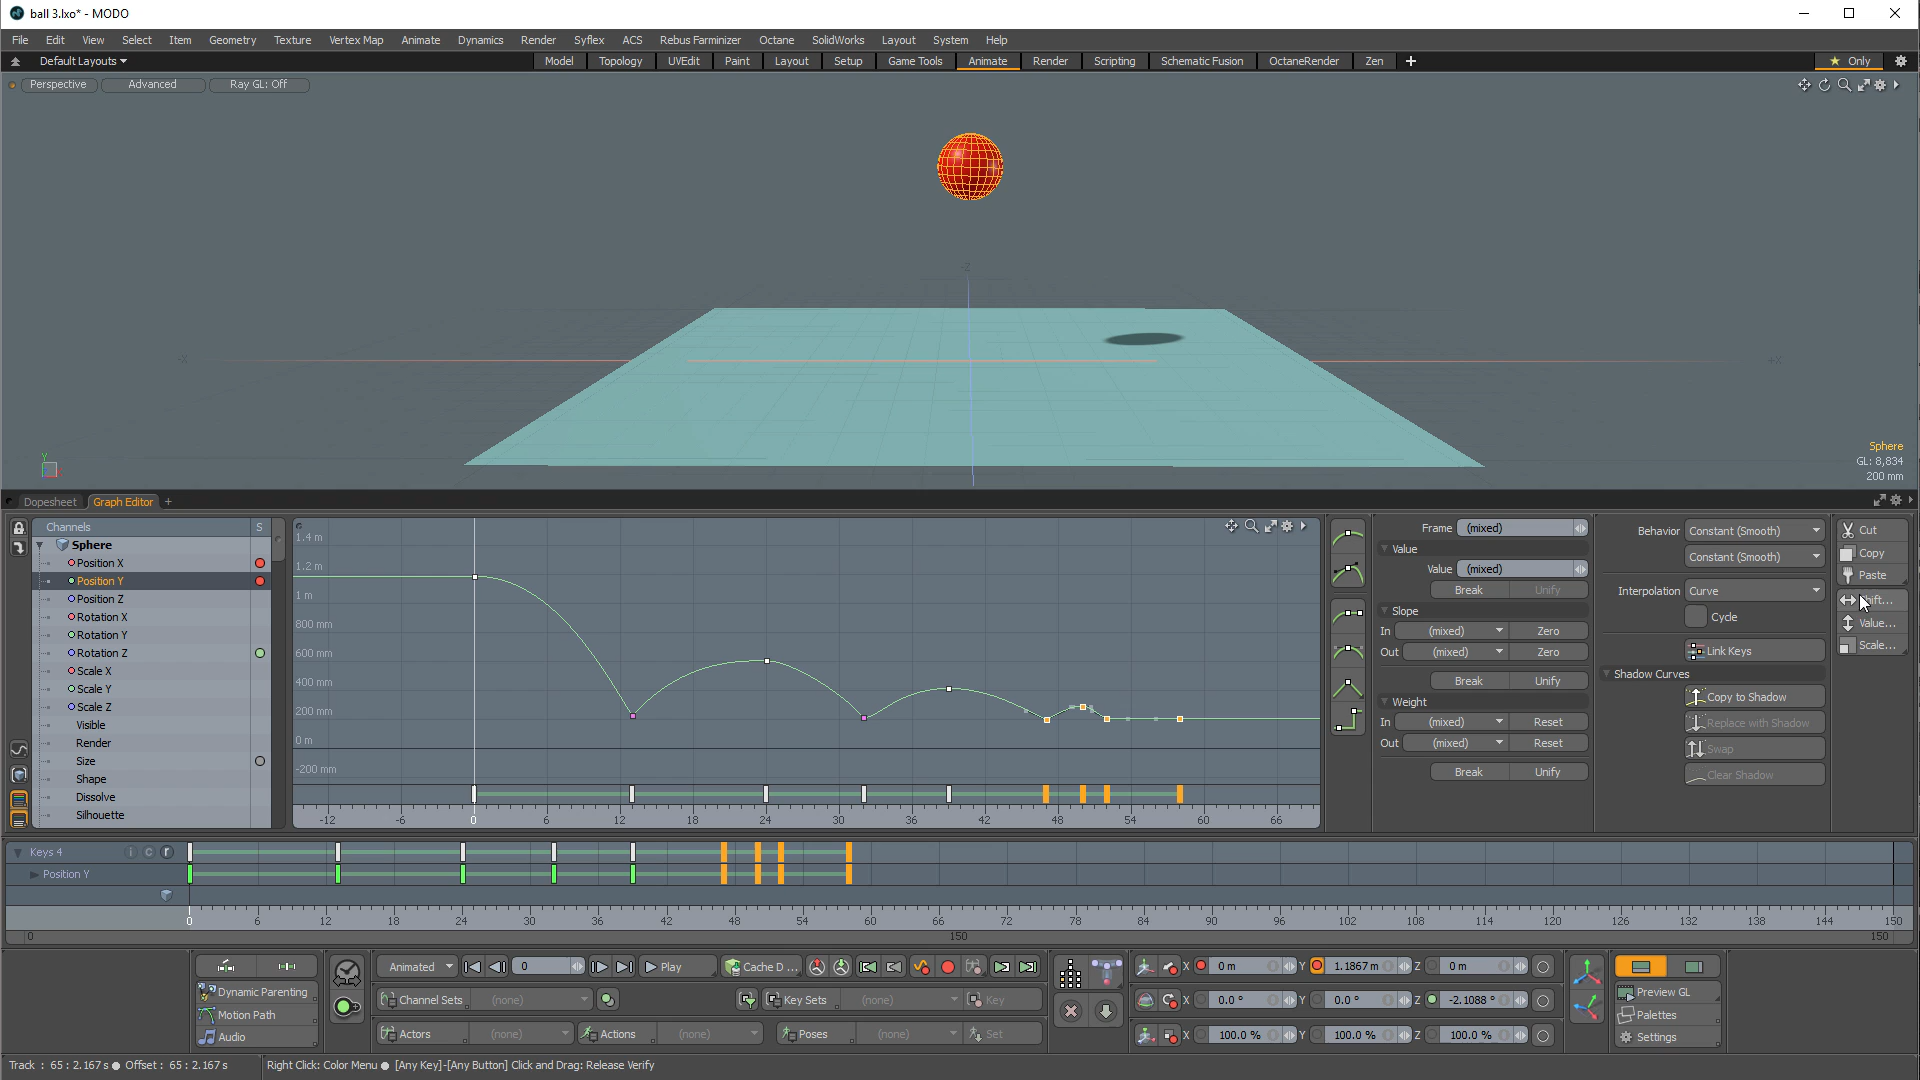 ball 3.lxo* - MODO
File Edit View Select Item Geometry Texture Vertex Map Animate Dynamics Render Syflex ACS Rebus Farminizer Octane SolidWorks Layout System Help
Default Layouts Model Topology UVEdit Paint Layout Setup Game Tools Animate Render Scripting Schematic Fusion OctaneRender Zen + Only
Perspective Advanced Ray GL: Off
-Z
-X +X
Y
Sphere
GL: 8,834
200 mm
Dopesheet Graph Editor +
Channels S
Sphere
Position X
Position Y
Position Z
Rotation X
Rotation Y
Rotation Z
Scale X
Scale Y
Scale Z
Visible
Render
Size
Shape
Dissolve
Silhouette
1.4 m
1.2 m
1 m
800 mm
600 mm
400 mm
200 mm
0 m
-200 mm
-12 -6 0 6 12 18 24 30 36 42 48 54 60 66
Frame (mixed)
Value
Value (mixed)
Break Unify
Slope
In (mixed) Zero
Out (mixed) Zero
Break Unify
Weight
In (mixed) Reset
Out (mixed) Reset
Break Unify
Behavior Constant (Smooth)
Constant (Smooth)
Interpolation Curve
Cycle
Link Keys
Shadow Curves
Copy to Shadow
Replace with Shadow
Swap
Clear Shadow
Cut
Copy
Paste
Value...
Scale...
Keys 4 i c r
Position Y
0 6 12 18 24 30 36 42 48 54 60 66 72 78 84 90 96 102 108 114 120 126 132 138 144 150
0 150 150
Animated 0 Play Cache D ... X 0 m Y 1.1867 m Z 0 m
Dynamic Parenting Channel Sets (none) Key Sets (none) Key X 0.0 ° Y 0.0 ° Z -2.1088 ° Preview GL
Motion Path Palettes
Audio Actors (none) Actions (none) Poses (none) Set X 100.0 % Y 100.0 % Z 100.0 % Settings
Track : 65 : 2.167 s ● Offset : 65 : 2.167 s Right Click: Color Menu ● [Any Key]-[Any Button] Click and Drag: Release Verify